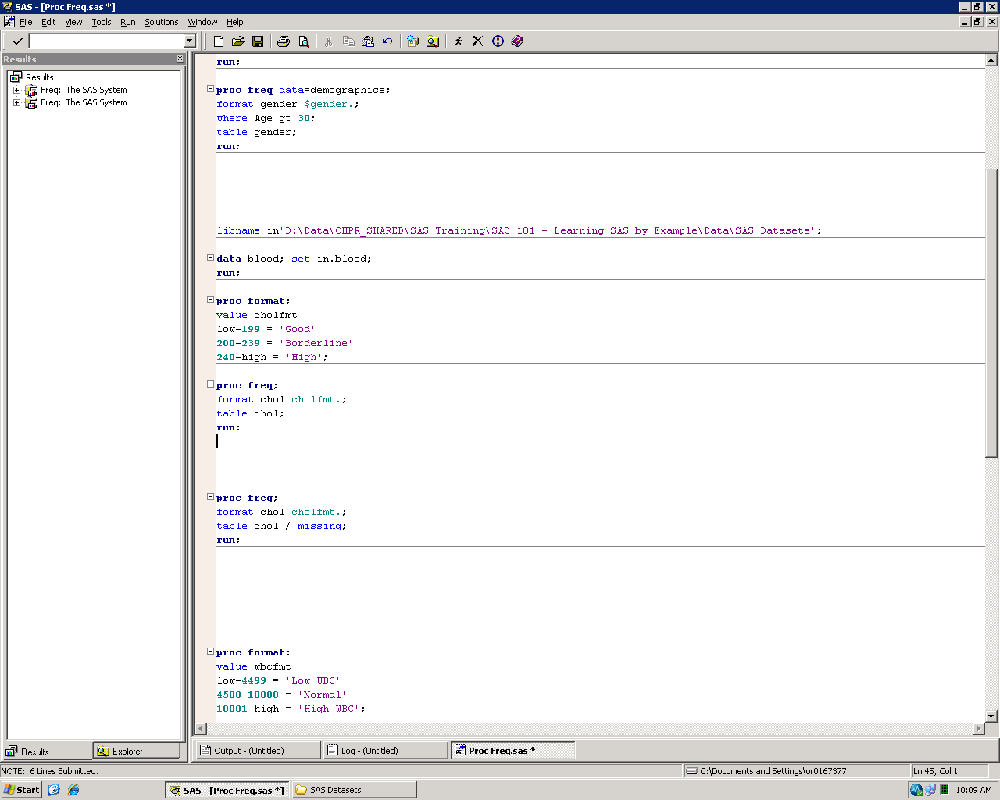 SAS - [Proc Freq.sas *]
File Edit View Tools Run Solutions Window Help
Results
Results
Freq: The SAS System
Freq: The SAS System
run;
proc freq data=demographics;
format gender $gender.;
where Age gt 30;
table gender;
run;
libname in'D:\Data\OHPR_SHARED\SAS Training\SAS 101 - Learning SAS by Example\Data\SAS Datasets';
data blood; set in.blood;
run;
proc format;
value cholfmt
low-199 = 'Good'
200-239 = 'Borderline'
240-high = 'High';
proc freq;
format chol cholfmt.;
table chol;
run;
proc freq;
format chol cholfmt.;
table chol / missing;
run;
proc format;
value wbcfmt
low-4499 = 'Low WBC'
4500-10000 = 'Normal'
10001-high = 'High WBC';
Results Explorer
Output - (Untitled) Log - (Untitled) Proc Freq.sas *
NOTE: 6 Lines Submitted. C:\Documents and Settings\or0167377 Ln 45, Col 1
Start SAS - [Proc Freq.sas *] SAS Datasets 10:09 AM